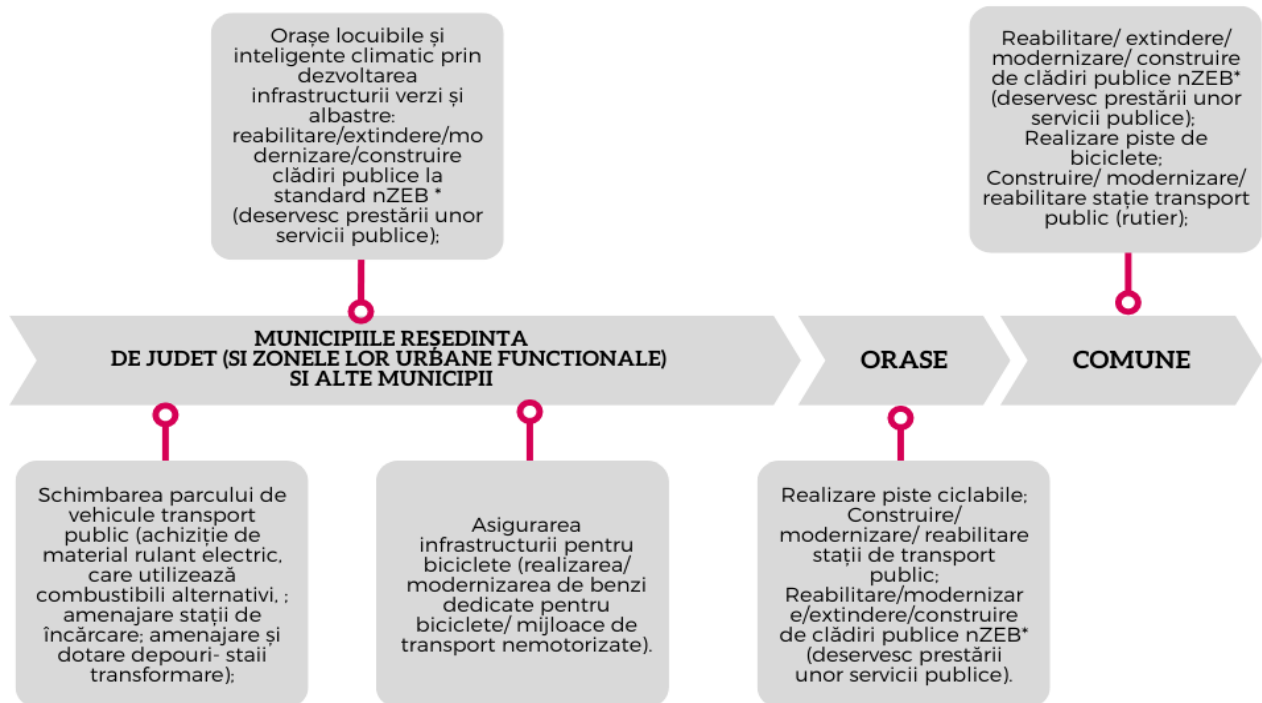 Orașe locuibile și
inteligente climatic prin
dezvoltarea
infrastructurii verzi și
albastre:
reabilitare/extindere/mo
dernizare/construire
clădiri publice la
standard nZEB *
(deservesc prestării unor
servicii publice);
Reabilitare/ extindere/
modernizare/ construire
de clădiri publice nZEB*
(deservesc prestării unor
servicii publice);
Realizare piste de
biciclete;
Construire/ modernizare/
reabilitare stație transport
public (rutier);
MUNICIPIILE REȘEDINTA
DE JUDET (SI ZONELE LOR URBANE FUNCTIONALE)
SI ALTE MUNICIPII
ORASE
COMUNE
Schimbarea parcului de
vehicule transport
public (achiziție de
material rulant electric,
care utilizează
combustibili alternativi, ;
amenajare stații de
încărcare; amenajare și
dotare depouri- staii
transformare);
Asigurarea
infrastructurii pentru
biciclete (realizarea/
modernizarea de benzi
dedicate pentru
biciclete/ mijloace de
transport nemotorizate).
Realizare piste ciclabile;
Construire/
modernizare/ reabilitare
stații de transport
public;
Reabilitare/modernizar
e/extindere/construire
de clădiri publice nZEB*
(deservesc prestării
unor servicii publice).